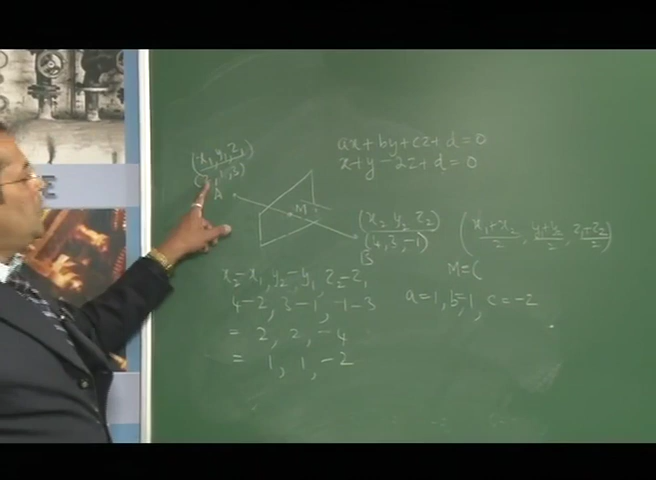 (x₁, y₁, z₁)
(2, 1, 3)
A
M
ax + by + cz + d = 0
x + y - 2z + d = 0
(x₂ y₂ z₂)
(4, 3, -1)
B
(x₁+x₂/2, y₁+y₂/2, z₁+z₂/2)
M = (
x₂-x₁, y₂-y₁, z₂-z₁
4-2, 3-1, -1-3
= 2, 2, -4
= 1, 1, -2
a=1, b=1, c=-2